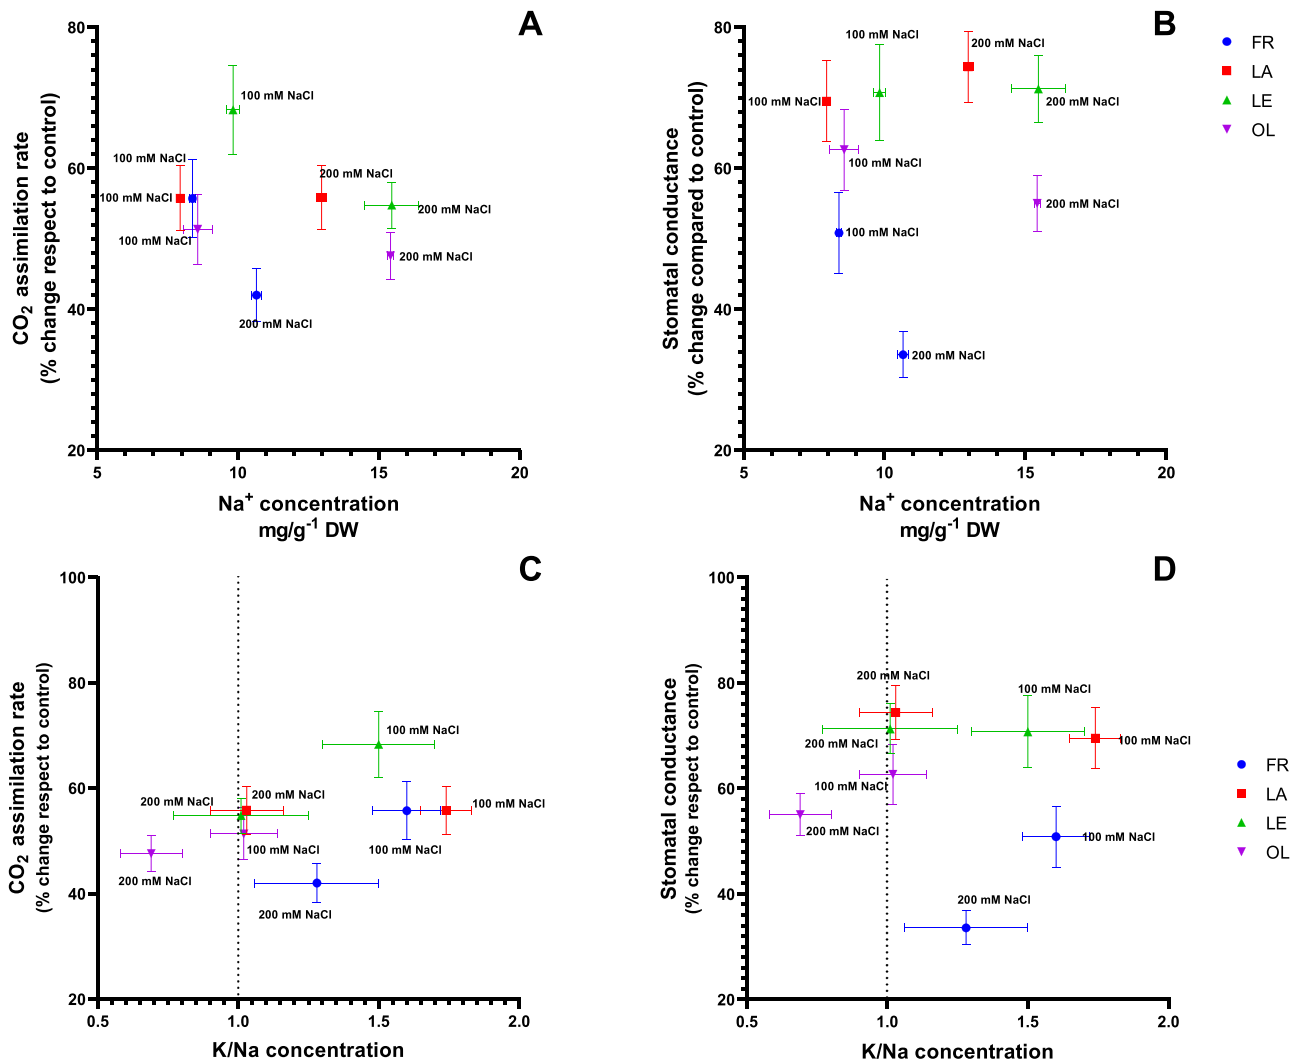 A
80
60
40
20
5
10
15
20
CO2 assimilation rate
(% change respect to control)
100 mM NaCl
100 mM NaCl
100 mM NaCl
100 mM NaCl
200 mM NaCl
200 mM NaCl
200 mM NaCl
200 mM NaCl
Na+ concentration
mg/g-1 DW
B
80
60
40
20
5
10
15
20
Stomatal conductance
(% change compared to control)
100 mM NaCl
200 mM NaCl
100 mM NaCl
200 mM NaCl
100 mM NaCl
200 mM NaCl
100 mM NaCl
200 mM NaCl
Na+ concentration
mg/g-1 DW
FR
LA
LE
OL
C
100
80
60
40
20
0.5
1.0
1.5
2.0
CO2 assimilation rate
(% change respect to control)
100 mM NaCl
200 mM NaCl
200 mM NaCl
100 mM NaCl
100 mM NaCl
100 mM NaCl
200 mM NaCl
200 mM NaCl
K/Na concentration
D
100
80
60
40
20
0.5
1.0
1.5
2.0
Stomatal conductance
(% change respect to control)
200 mM NaCl
100 mM NaCl
200 mM NaCl
100 mM NaCl
100 mM NaCl
200 mM NaCl
100 mM NaCl
200 mM NaCl
K/Na concentration
FR
LA
LE
OL